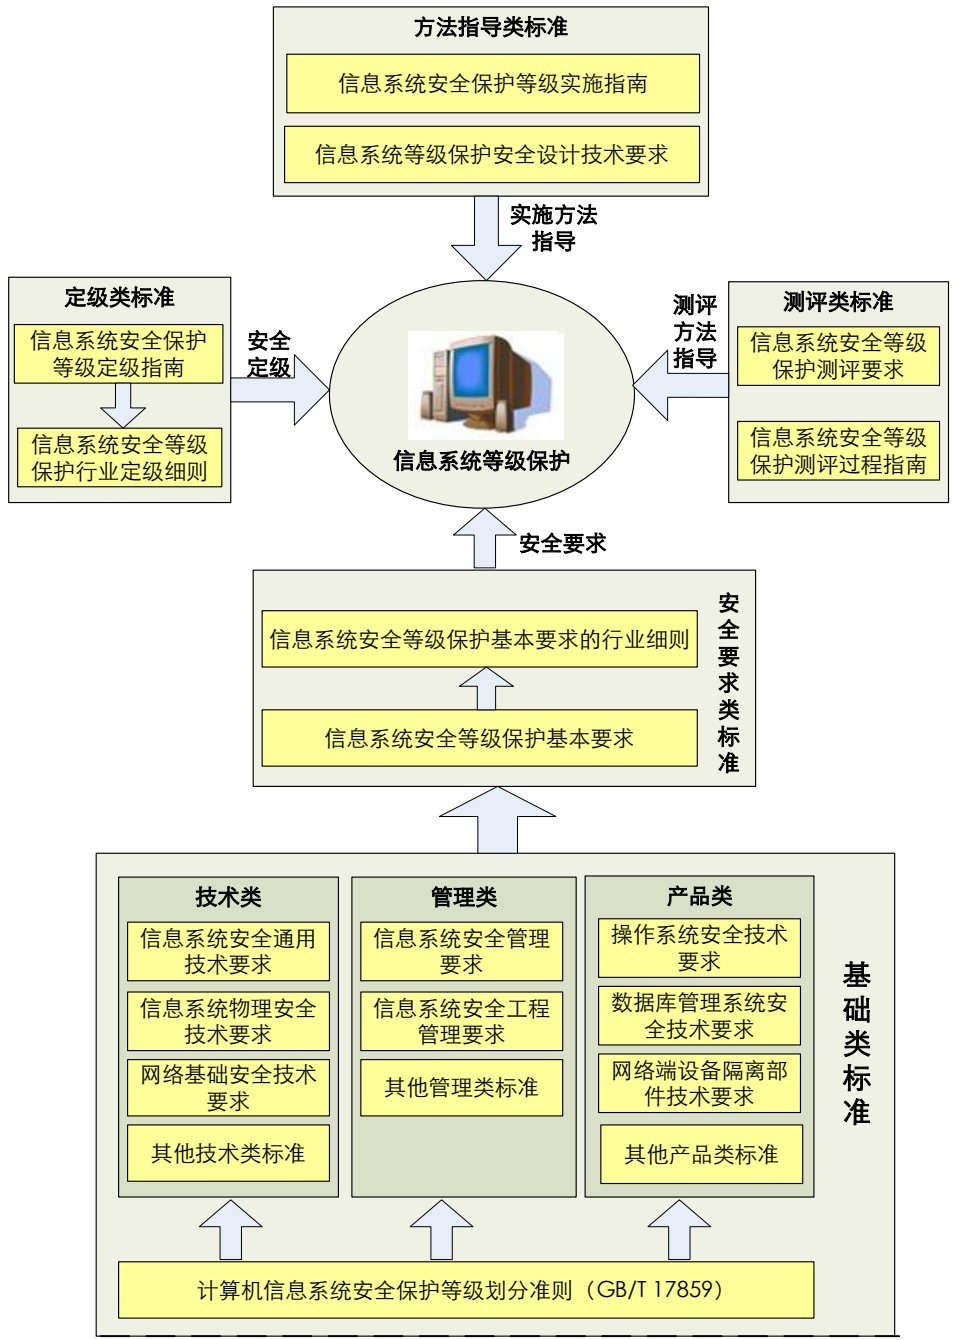 方法指导类标准
信息系统安全保护等级实施指南
信息系统等级保护安全设计技术要求
实施方法
指导
定级类标准
信息系统安全保护
等级定级指南
信息系统安全等级
保护行业定级细则
安全
定级
信息系统等级保护
测评
方法
指导
测评类标准
信息系统安全等级
保护测评要求
信息系统安全等级
保护测评过程指南
安全要求
安全要求类标准
信息系统安全等级保护基本要求的行业细则
信息系统安全等级保护基本要求
技术类
信息系统安全通用
技术要求
信息系统物理安全
技术要求
网络基础安全技术
要求
其他技术类标准
管理类
信息系统安全管理
要求
信息系统安全工程
管理要求
其他管理类标准
产品类
操作系统安全技术
要求
数据库管理系统安
全技术要求
网络端设备隔离部
件技术要求
其他产品类标准
基础类标准
计算机信息系统安全保护等级划分准则（GB/T 17859）